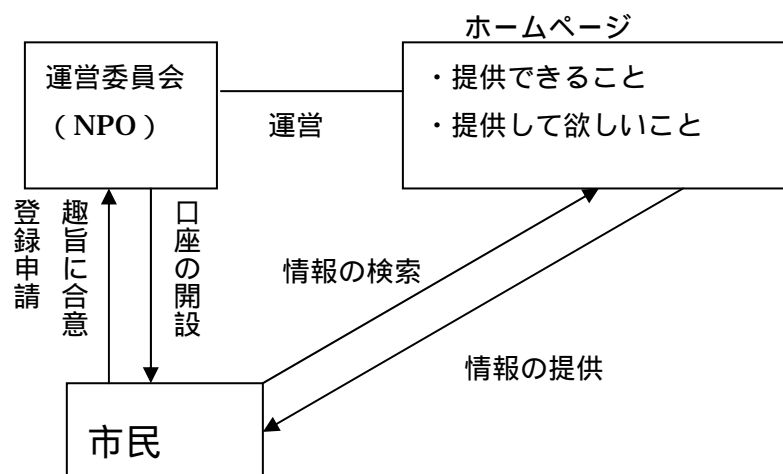 ホームページ
運営委員会
（NPO）
運営
・提供できること
・提供して欲しいこと
登録申請
趣旨に合意
口座の開設
情報の検索
情報の提供
市民